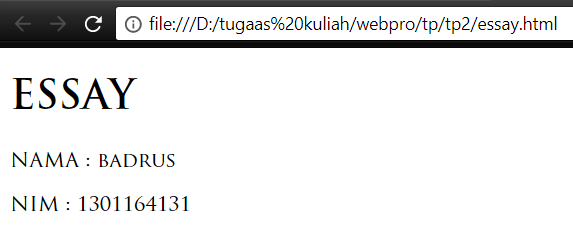 file:///D:/tugaas%20kuliah/webpro/tp/tp2/essay.html
ESSAY
NAMA : BADRUS
NIM : 1301164131